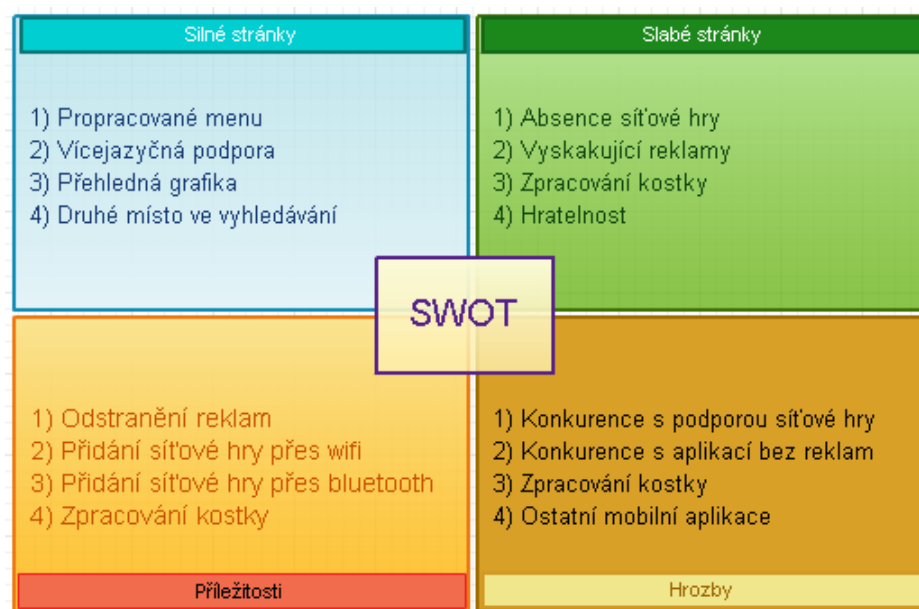 Silné stránky
1) Propracované menu
2) Vícejazyčná podpora
3) Přehledná grafika
4) Druhé místo ve vyhledávání
Slabé stránky
1) Absence síťové hry
2) Vyskakující reklamy
3) Zpracování kostky
4) Hratelnost
SWOT
1) Odstranění reklam
2) Přidání síťové hry přes wifi
3) Přidání síťové hry přes bluetooth
4) Zpracování kostky
Příležitosti
1) Konkurence s podporou síťové hry
2) Konkurence s aplikací bez reklam
3) Zpracování kostky
4) Ostatní mobilní aplikace
Hrozby